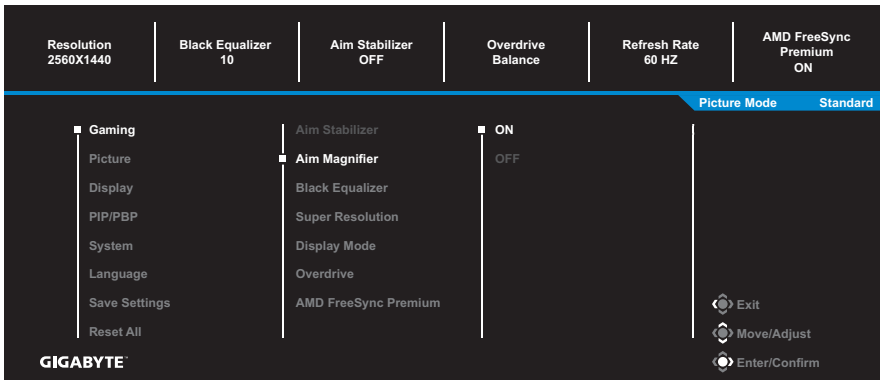 Resolution
2560X1440
Black Equalizer
10
Aim Stabilizer
OFF
Overdrive
Balance
Refresh Rate
60 HZ
AMD FreeSync
Premium
ON
Picture Mode Standard
Gaming
Picture
Display
PIP/PBP
System
Language
Save Settings
Reset All
Aim Stabilizer
Aim Magnifier
Black Equalizer
Super Resolution
Display Mode
Overdrive
AMD FreeSync Premium
ON
OFF
Exit
Move/Adjust
Enter/Confirm
GIGABYTE™